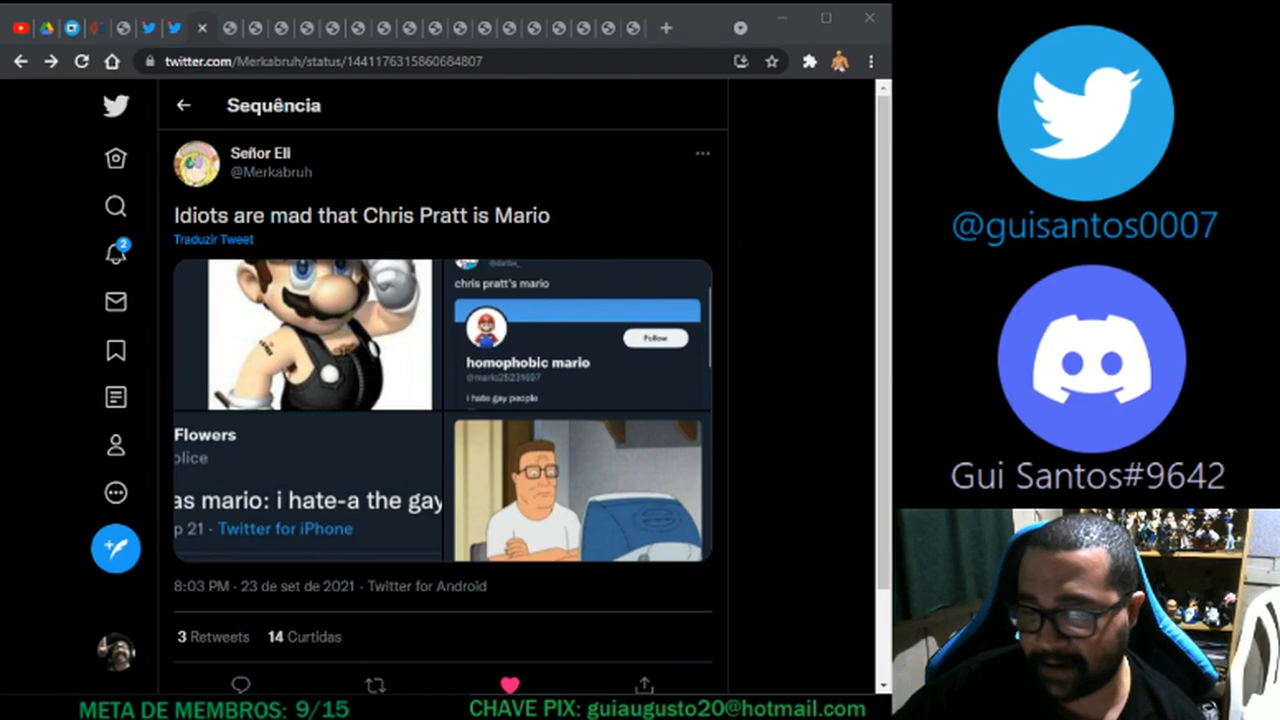 twitter.com/Merkabruh/status/1441176315860684807
Sequência
Señor Eli
@Merkabruh
Idiots are mad that Chris Pratt is Mario
Traduzir Tweet
chris pratt's mario
Follow
homophobic mario
@mario25231697
i hate gay people
Flowers
olice
as mario: i hate-a the gay
p 21 · Twitter for iPhone
8:03 PM · 23 de set de 2021 · Twitter for Android
3 Retweets 14 Curtidas
2
@guisantos0007
Gui Santos#9642
META DE MEMBROS: 9/15
CHAVE PIX: guiaugusto20@hotmail.com